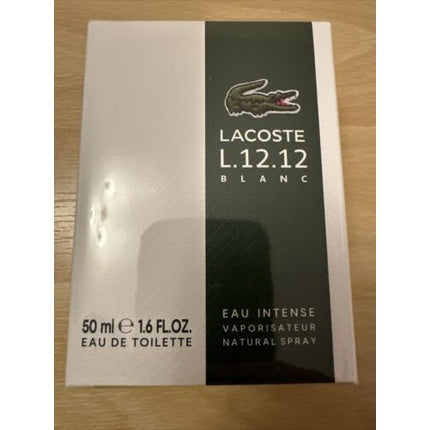 LACOSTE
L.12.12
BLANC
50 ml e 1.6 FL.OZ.
EAU DE TOILETTE
EAU INTENSE
VAPORISATEUR
NATURAL SPRAY